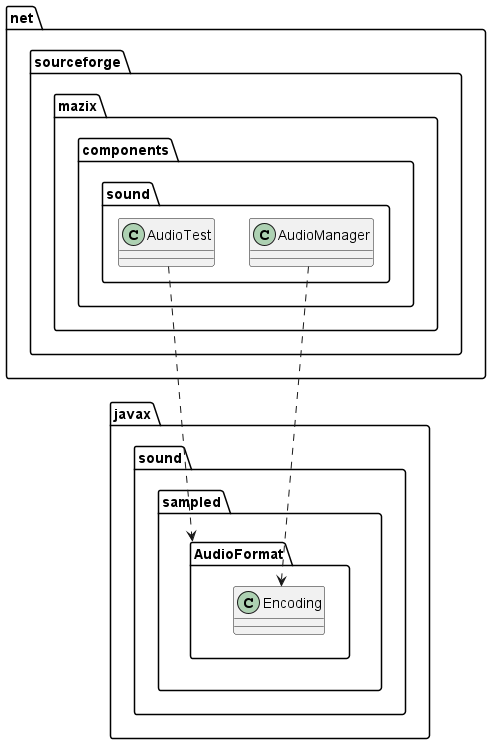 net
sourceforge
mazix
components
sound
C AudioTest
C AudioManager
javax
sound
sampled
AudioFormat
C Encoding